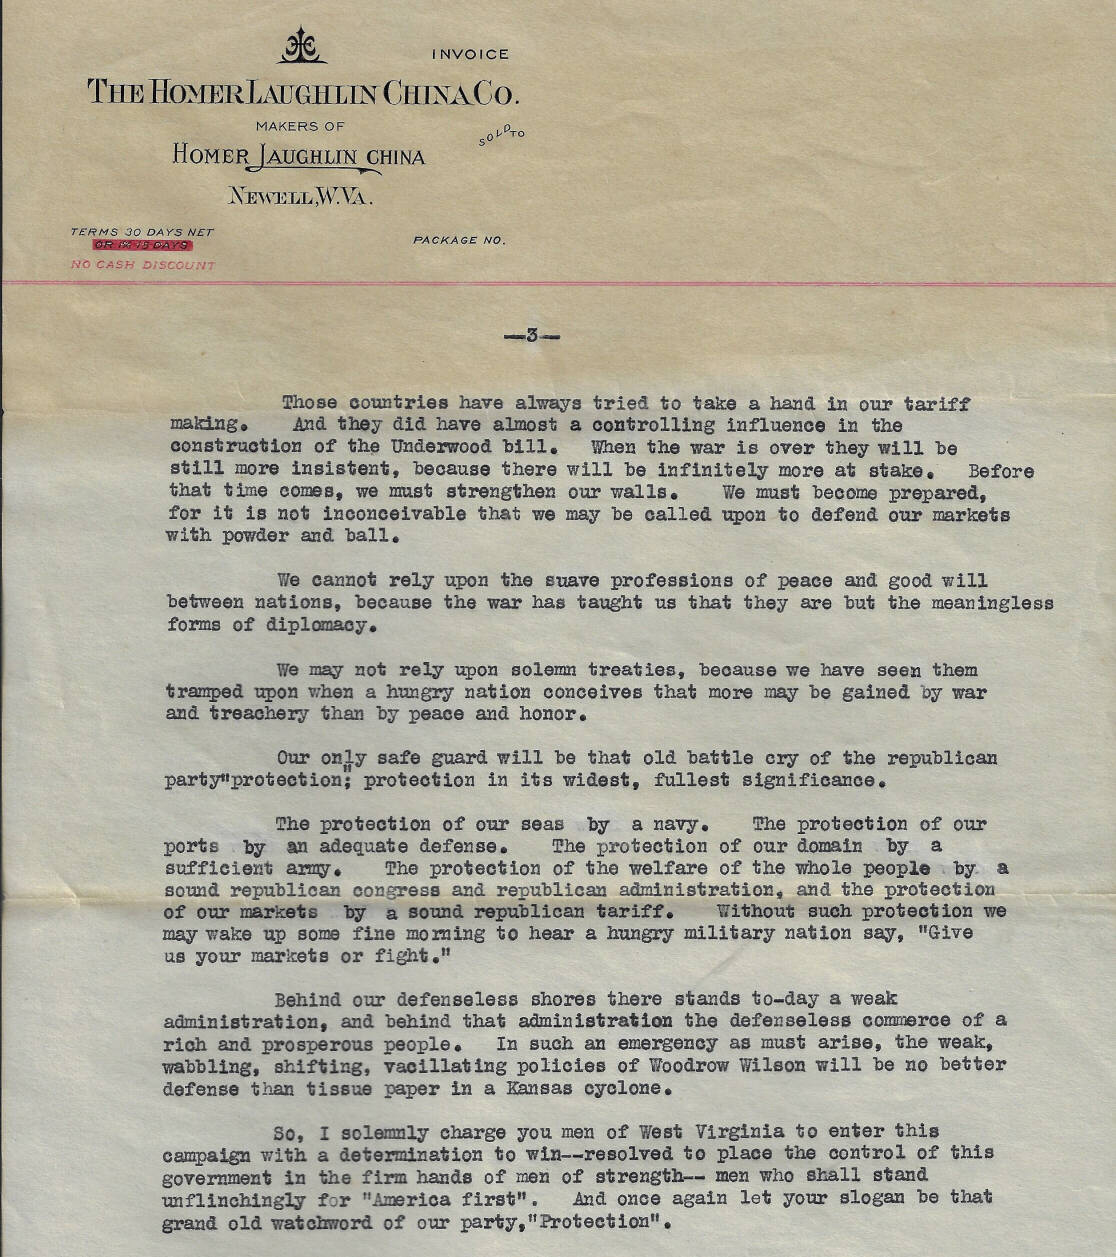 INVOICE
THE HOMER LAUGHLIN CHINA CO.
MAKERS OF
SOLD TO
HOMER LAUGHLIN CHINA
NEWELL, W. VA.
TERMS 30 DAYS NET
OR 1% 15 DAYS
PACKAGE NO.
NO CASH DISCOUNT
—3—
Those countries have always tried to take a hand in our tariff
making. And they did have almost a controlling influence in the
construction of the Underwood bill. When the war is over they will be
still more insistent, because there will be infinitely more at stake. Before
that time comes, we must strengthen our walls. We must become prepared,
for it is not inconceivable that we may be called upon to defend our markets
with powder and ball.
We cannot rely upon the suave professions of peace and good will
between nations, because the war has taught us that they are but the meaningless
forms of diplomacy.
We may not rely upon solemn treaties, because we have seen them
tramped upon when a hungry nation conceives that more may be gained by war
and treachery than by peace and honor.
Our only safe guard will be that old battle cry of the republican
party"protection"; protection in its widest, fullest significance.
The protection of our seas by a navy. The protection of our
ports by an adequate defense. The protection of our domain by a
sufficient army. The protection of the welfare of the whole people by a
sound republican congress and republican administration, and the protection
of our markets by a sound republican tariff. Without such protection we
may wake up some fine morning to hear a hungry military nation say, "Give
us your markets or fight."
Behind our defenseless shores there stands to-day a weak
administration, and behind that administration the defenseless commerce of a
rich and prosperous people. In such an emergency as must arise, the weak,
wabbling, shifting, vacillating policies of Woodrow Wilson will be no better
defense than tissue paper in a Kansas cyclone.
So, I solemnly charge you men of West Virginia to enter this
campaign with a determination to win--resolved to place the control of this
government in the firm hands of men of strength-- men who shall stand
unflinchingly for "America first". And once again let your slogan be that
grand old watchword of our party,"Protection".